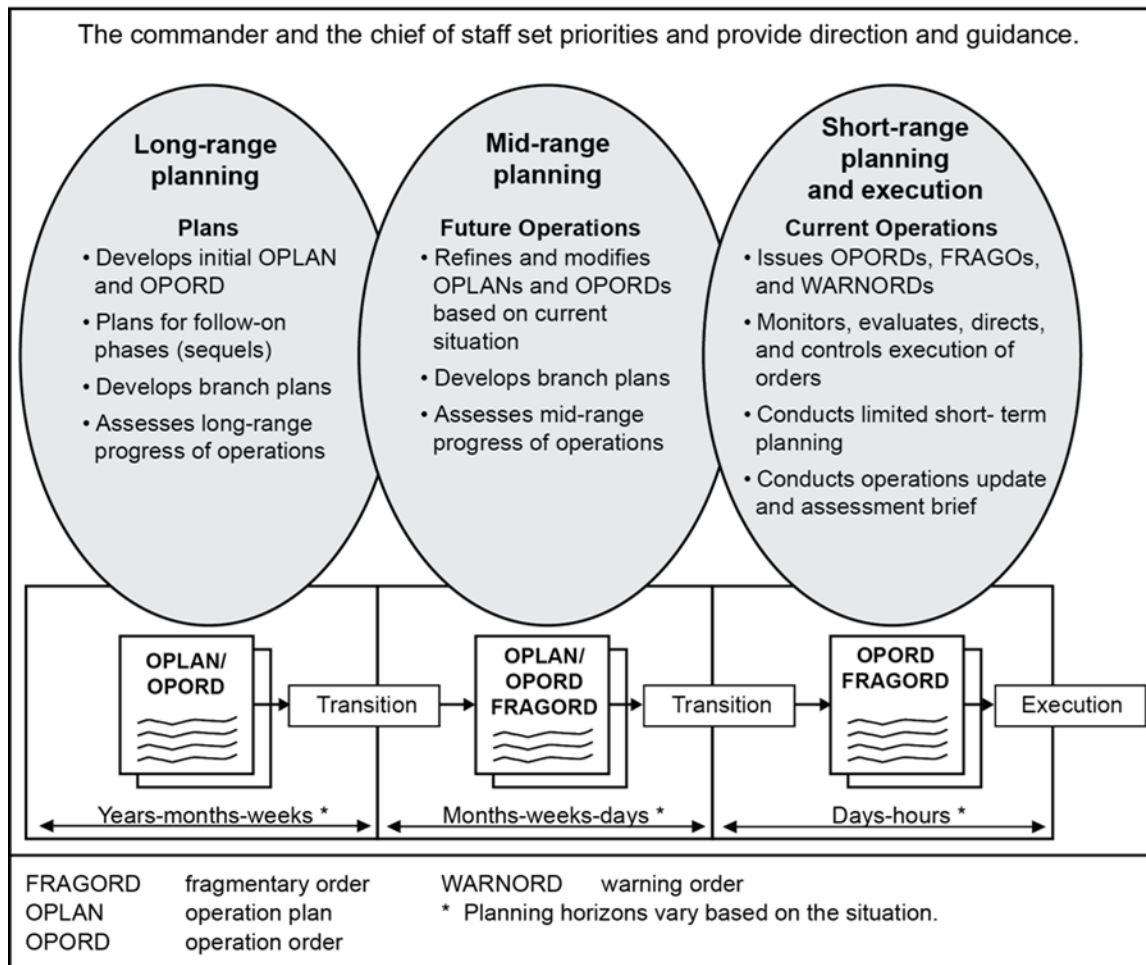 The commander and the chief of staff set priorities and provide direction and guidance.
Long-range
planning
Plans
• Develops initial OPLAN
and OPORD
• Plans for follow-on
phases (sequels)
• Develops branch plans
• Assesses long-range
progress of operations
Mid-range
planning
Future Operations
• Refines and modifies
OPLANs and OPORDs
based on current
situation
• Develops branch plans
• Assesses mid-range
progress of operations
Short-range
planning
and execution
Current Operations
• Issues OPORDs, FRAGOs,
and WARNORDs
• Monitors, evaluates, directs,
and controls execution of
orders
• Conducts limited short- term
planning
• Conducts operations update
and assessment brief
OPLAN/
OPORD
Transition
OPLAN/
OPORD
FRAGORD
Transition
OPORD
FRAGORD
Execution
Years-months-weeks *
Months-weeks-days *
Days-hours *
FRAGORD fragmentary order
OPLAN operation plan
OPORD operation order
WARNORD warning order
* Planning horizons vary based on the situation.